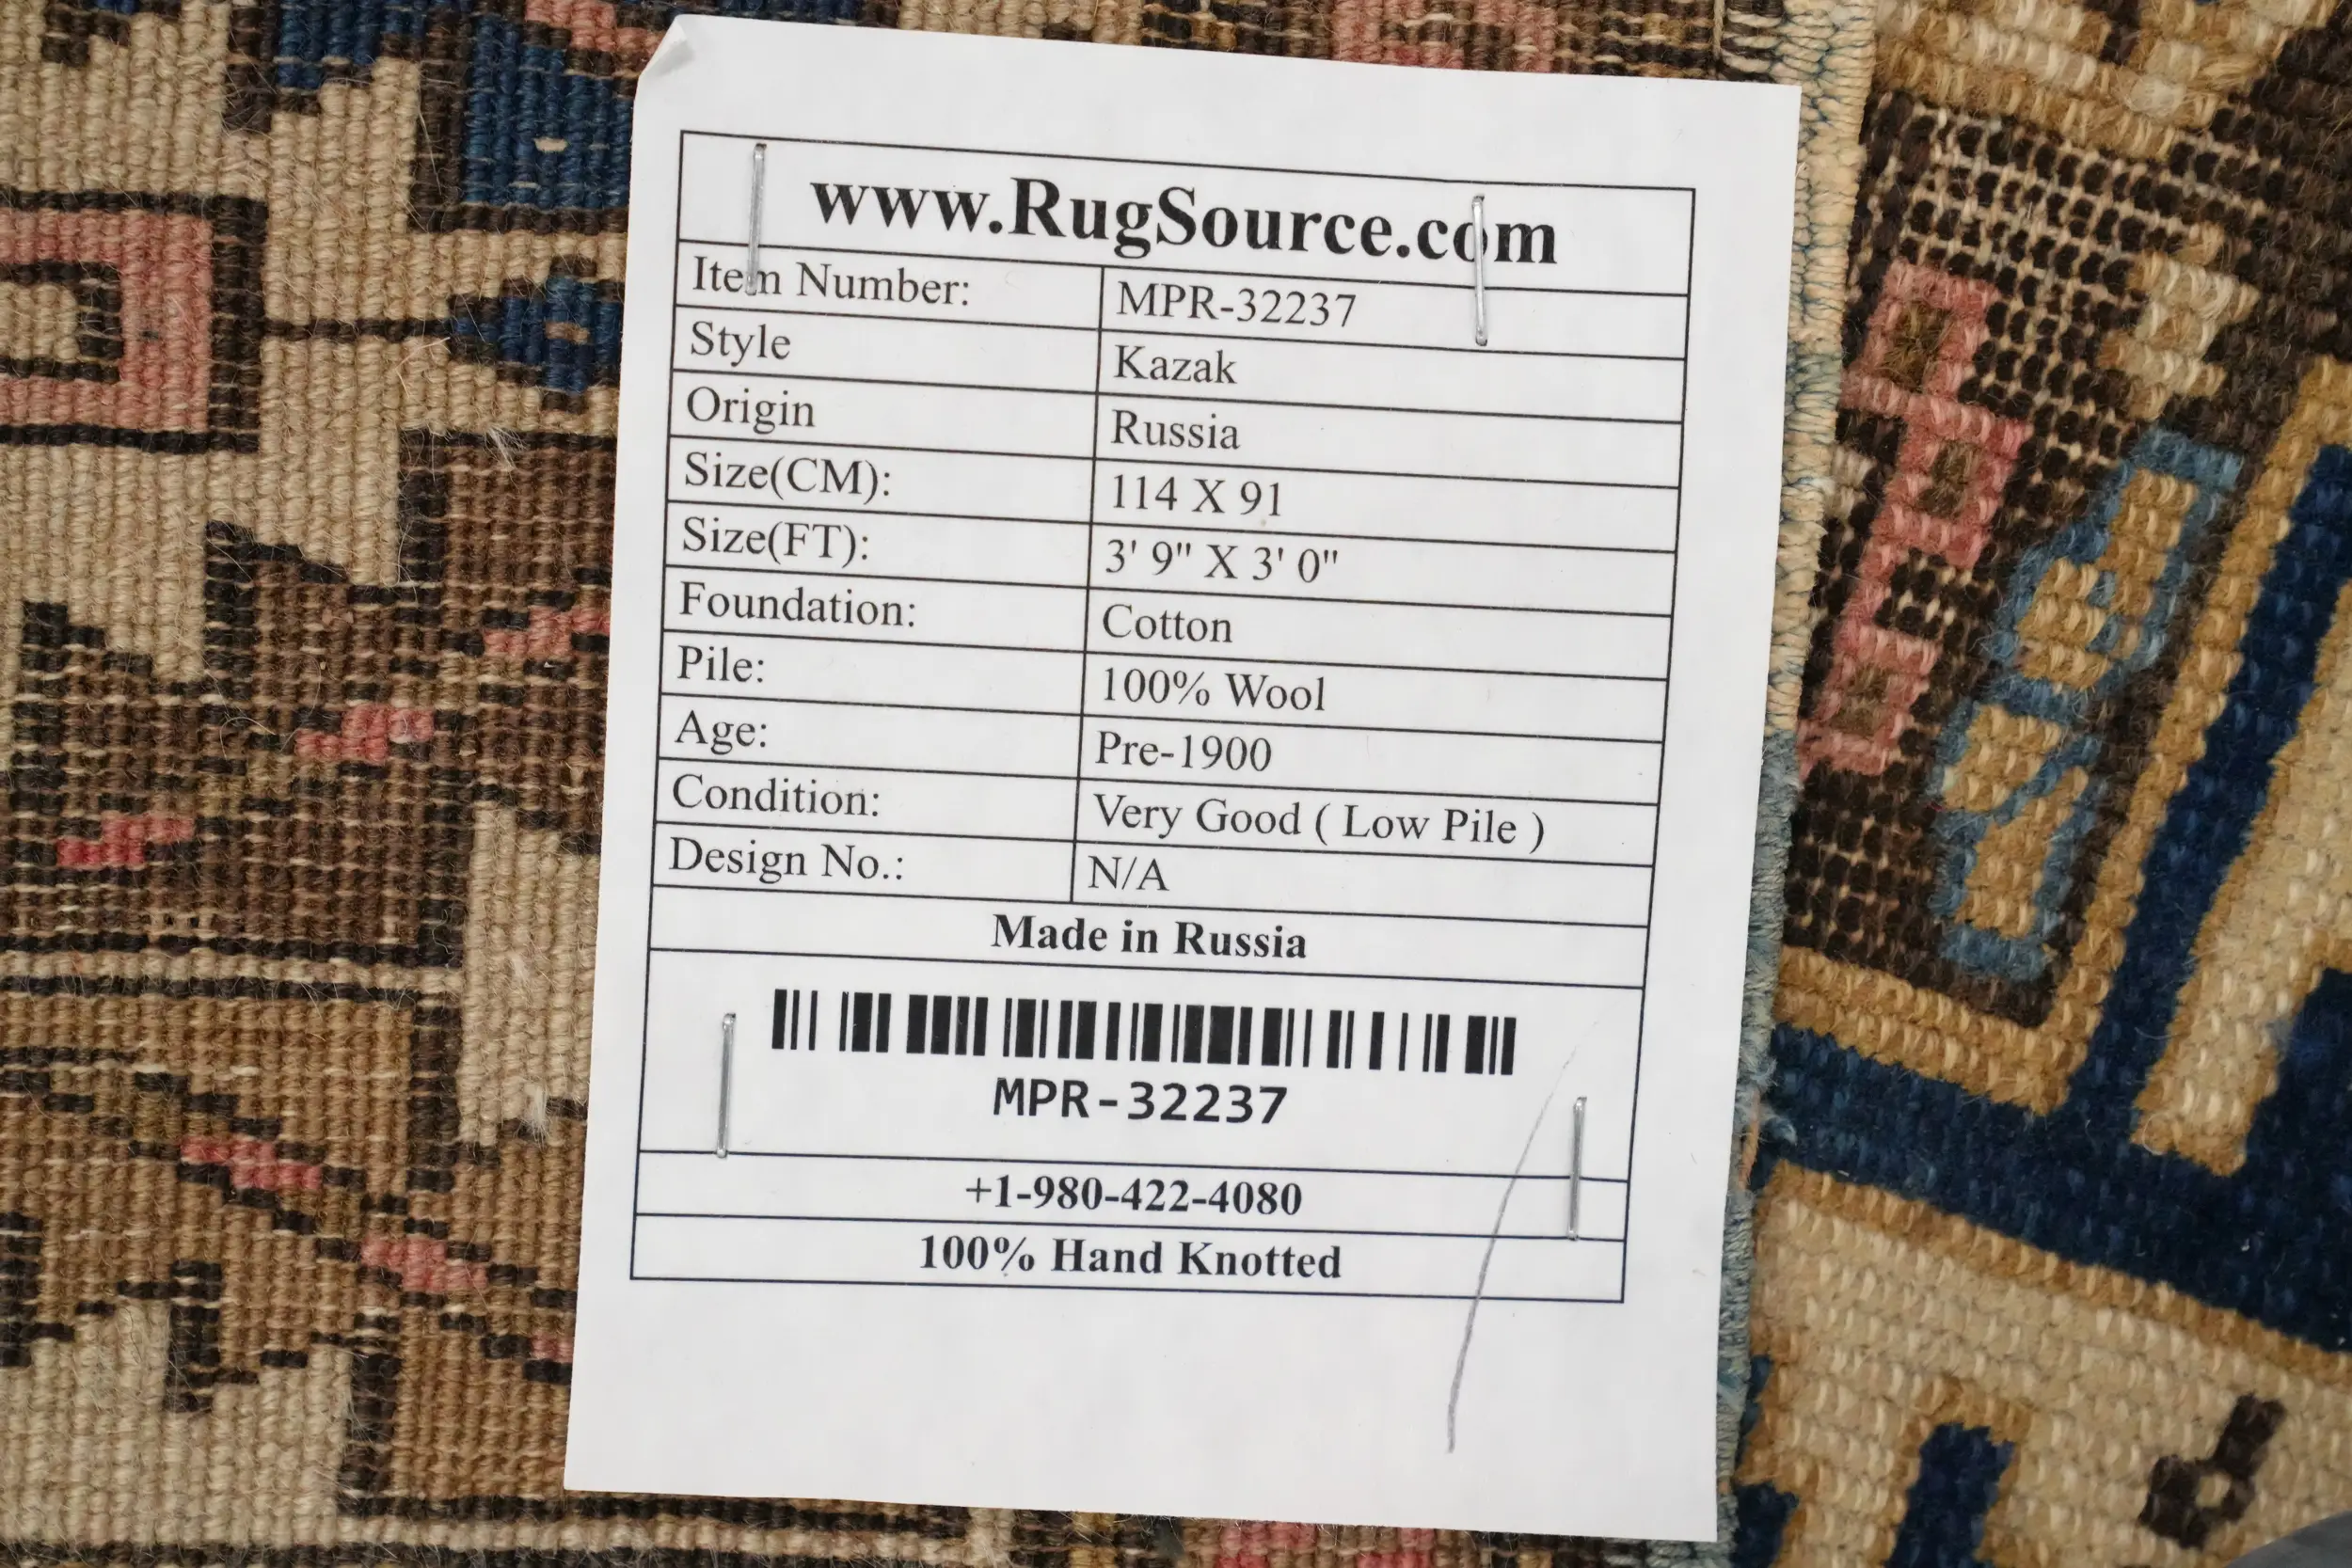 www.RugSource.com
Item Number: MPR-32237
Style Kazak
Origin Russia
Size(CM): 114 X 91
Size(FT): 3' 9" X 3' 0"
Foundation: Cotton
Pile: 100% Wool
Age: Pre-1900
Condition: Very Good ( Low Pile )
Design No.: N/A
Made in Russia
MPR-32237
+1-980-422-4080
100% Hand Knotted